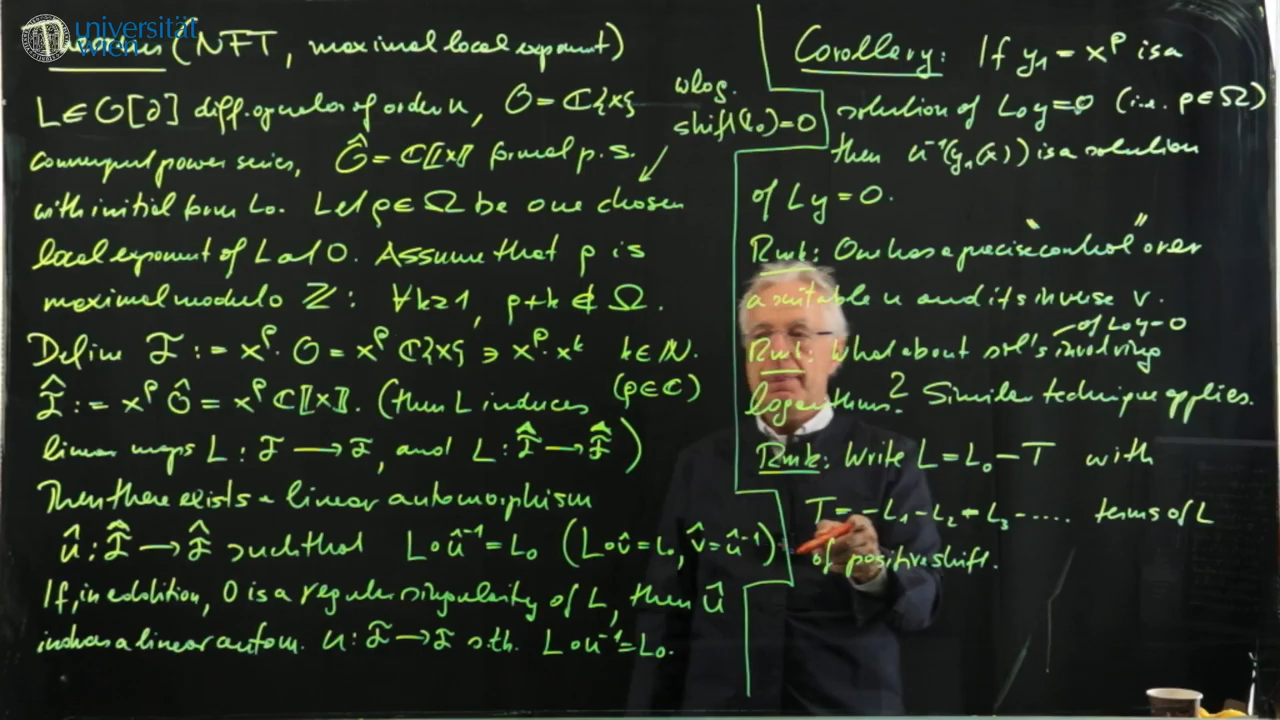 universität
wien
Theorem (NFT, maximal local exponent)
L ∈ O[∂] diff. operator of order n, O = ℂ{x}
convergent power series, Ô = ℂ[[x]] formal p. s.
with initial form L₀. Let ρ ∈ Ω be one chosen
local exponent of L at 0. Assume that ρ is
maximal modulo ℤ: ∀k≥1, ρ+k ∉ Ω.
Define ℱ := x^ρ · O = x^ρ ℂ{x} ∋ x^ρ · x^k k ∈ ℕ.
ℱ̂ := x^ρ Ô = x^ρ ℂ[[x]]. (then L induces (ρ ∈ ℂ)
linear maps L : ℱ → ℱ, and L : ℱ̂ → ℱ̂ )
Then there exists a linear automorphism
û : ℱ̂ → ℱ̂ such that L ∘ û⁻¹ = L₀ (L ∘ v̂ = L₀, v̂ = û⁻¹)
If, in addition, 0 is a regular singularity of L, then û
induces a linear autom. u : ℱ → ℱ s.th. L ∘ u⁻¹ = L₀.
wlog.
shift(L₀) = 0
Corollary: If y₁ = x^ρ is a
solution of L₀y = 0 (i.e. ρ ∈ Ω)
then u⁻¹(y₁(x)) is a solution
of Ly = 0.
Rmk: One has a precise "control" over
a suitable u and its inverse v.
of L₀y = 0
Rmk: What about sol's involving
logarithms? Similar technique applies.
Rmk: Write L = L₀ − T with
T = −L₁ − L₂ − L₃ − ..... terms of L
of positive shift.